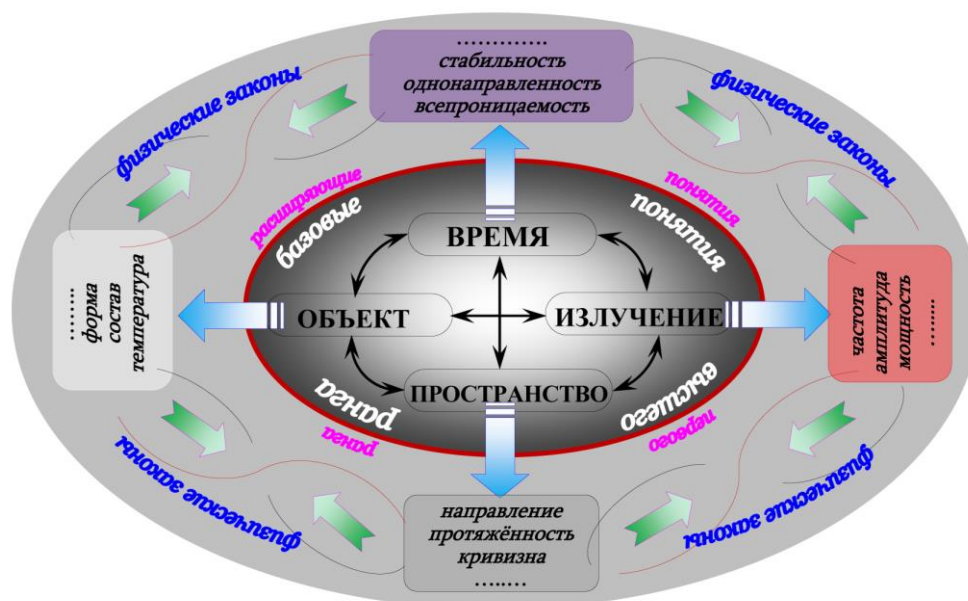 ………….
стабильность
однонаправленность
всепроницаемость
физические законы
физические законы
расширяющие
понятия
базовые
понятия
ВРЕМЯ
………
форма
состав
температура
ОБЪЕКТ
ИЗЛУЧЕНИЕ
частота
амплитуда
мощность
……..
ПРОСТРАНСТВО
ранга
высшего
ранга
первого
физические законы
физические законы
направление
протяжённость
кривизна
…..…